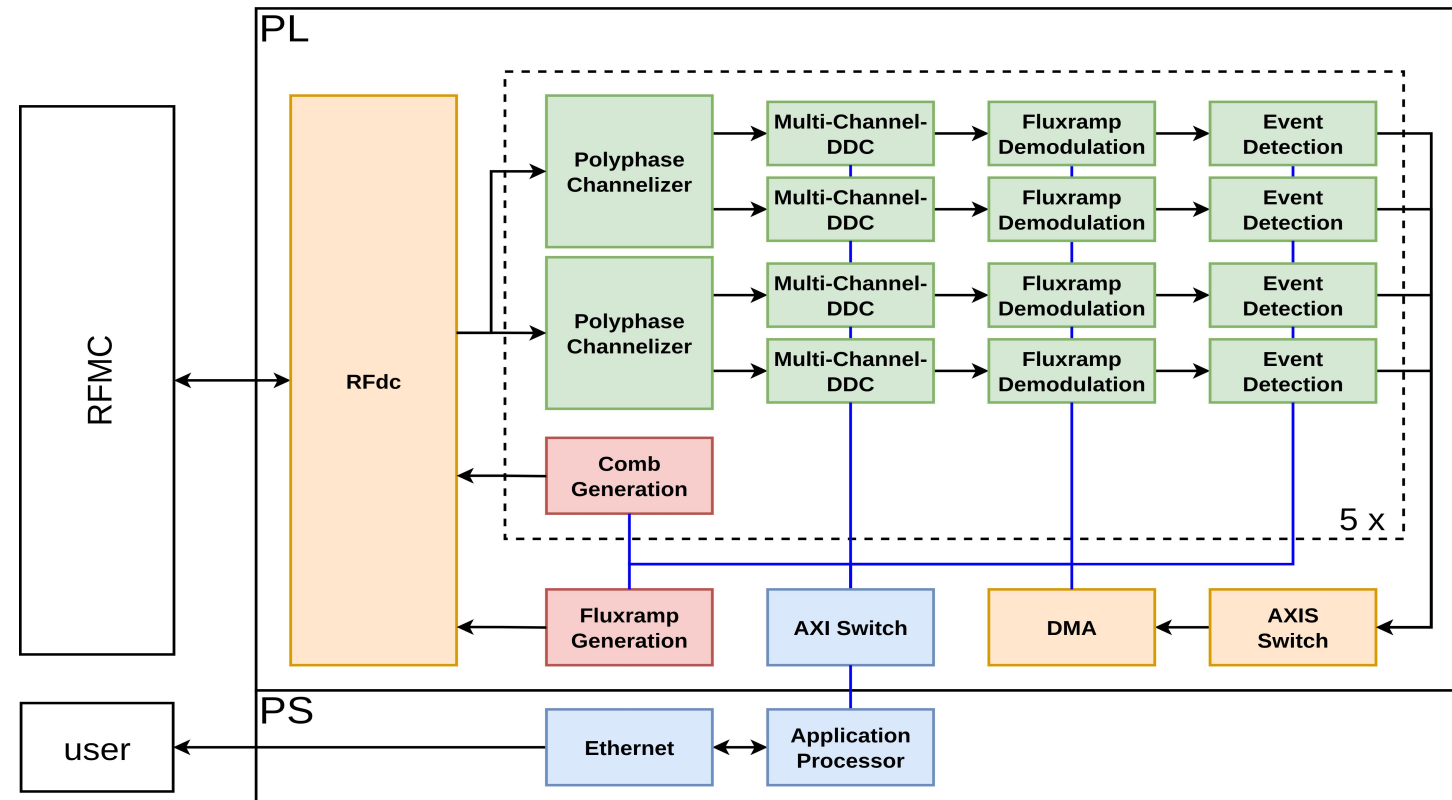 PL
RFMC
RFdc
Polyphase
Channelizer
Multi-Channel-
DDC
Fluxramp
Demodulation
Event
Detection
Multi-Channel-
DDC
Fluxramp
Demodulation
Event
Detection
Polyphase
Channelizer
Multi-Channel-
DDC
Fluxramp
Demodulation
Event
Detection
Multi-Channel-
DDC
Fluxramp
Demodulation
Event
Detection
Comb
Generation
5 x
Fluxramp
Generation
AXI Switch
DMA
AXIS
Switch
PS
user
Ethernet
Application
Processor